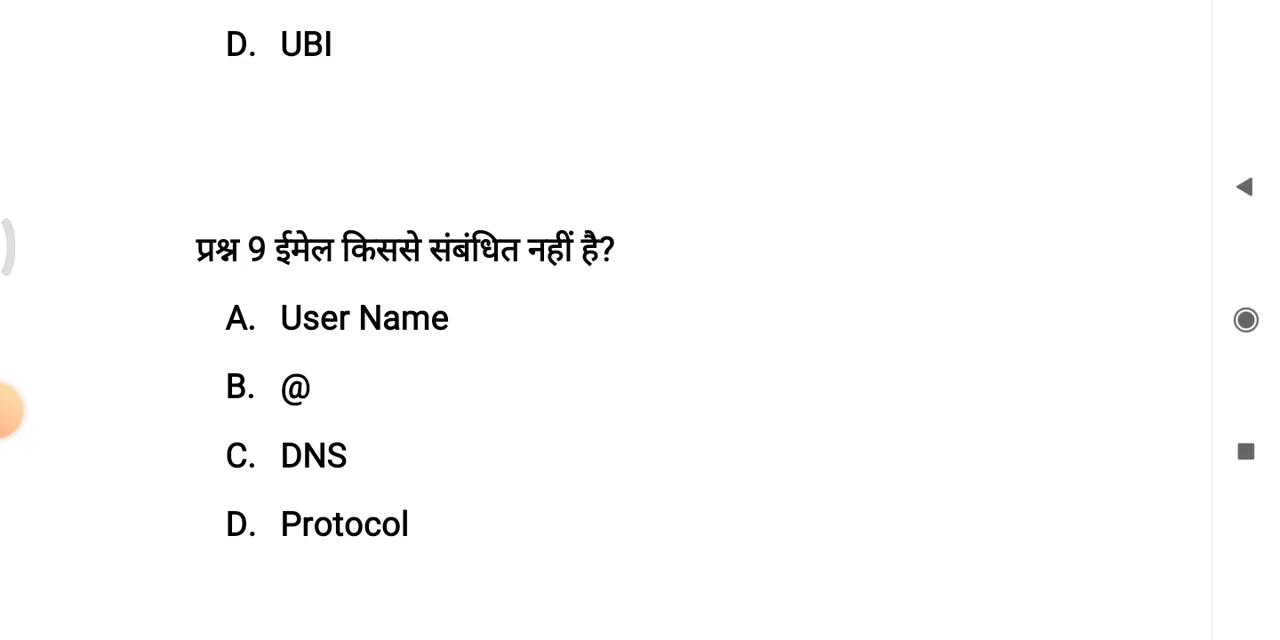 D. UBI
प्रश्न 9 ईमेल किससे संबंधित नहीं है?
A. User Name
B. @
C. DNS
D. Protocol